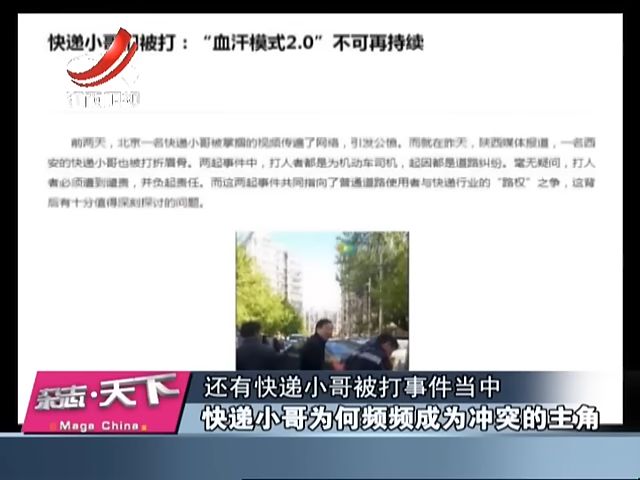 快递小哥们被打：“血汗模式2.0”不可再持续
江西卫视
前两天，北京一名快递小哥被掌掴的视频传遍了网络，引发公愤。而就在昨天，陕西媒体报道，一名西
安的快递小哥也被打折眉骨。两起事件中，打人者都是为机动车司机，起因都是道路纠纷。毫无疑问，打人
者必须遭到谴责，并负起责任。而这两起事件共同指向了普通道路使用者与快递行业的“路权”之争，这背
后有十分值得深刻探讨的问题。
杂志·天下
Maga China
还有快递小哥被打事件当中
快递小哥为何频频成为冲突的主角